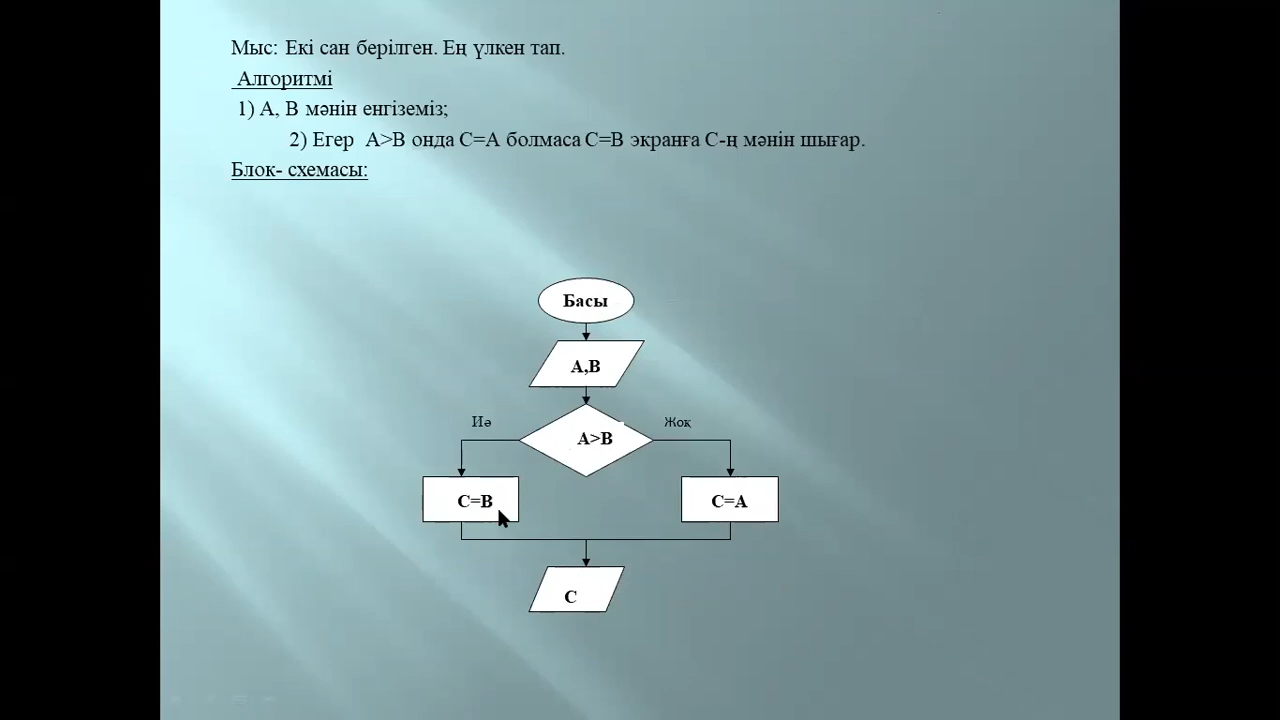 Мыс: Екі сан берілген. Ең үлкен тап.
Алгоритмі
1) А, В мәнін енгіземіз;
2) Егер А>В онда С=А болмаса С=В экранға С-ң мәнін шығар.
Блок- схемасы:
Басы
А,В
Иә
А>В
Жоқ
С=В
С=А
С